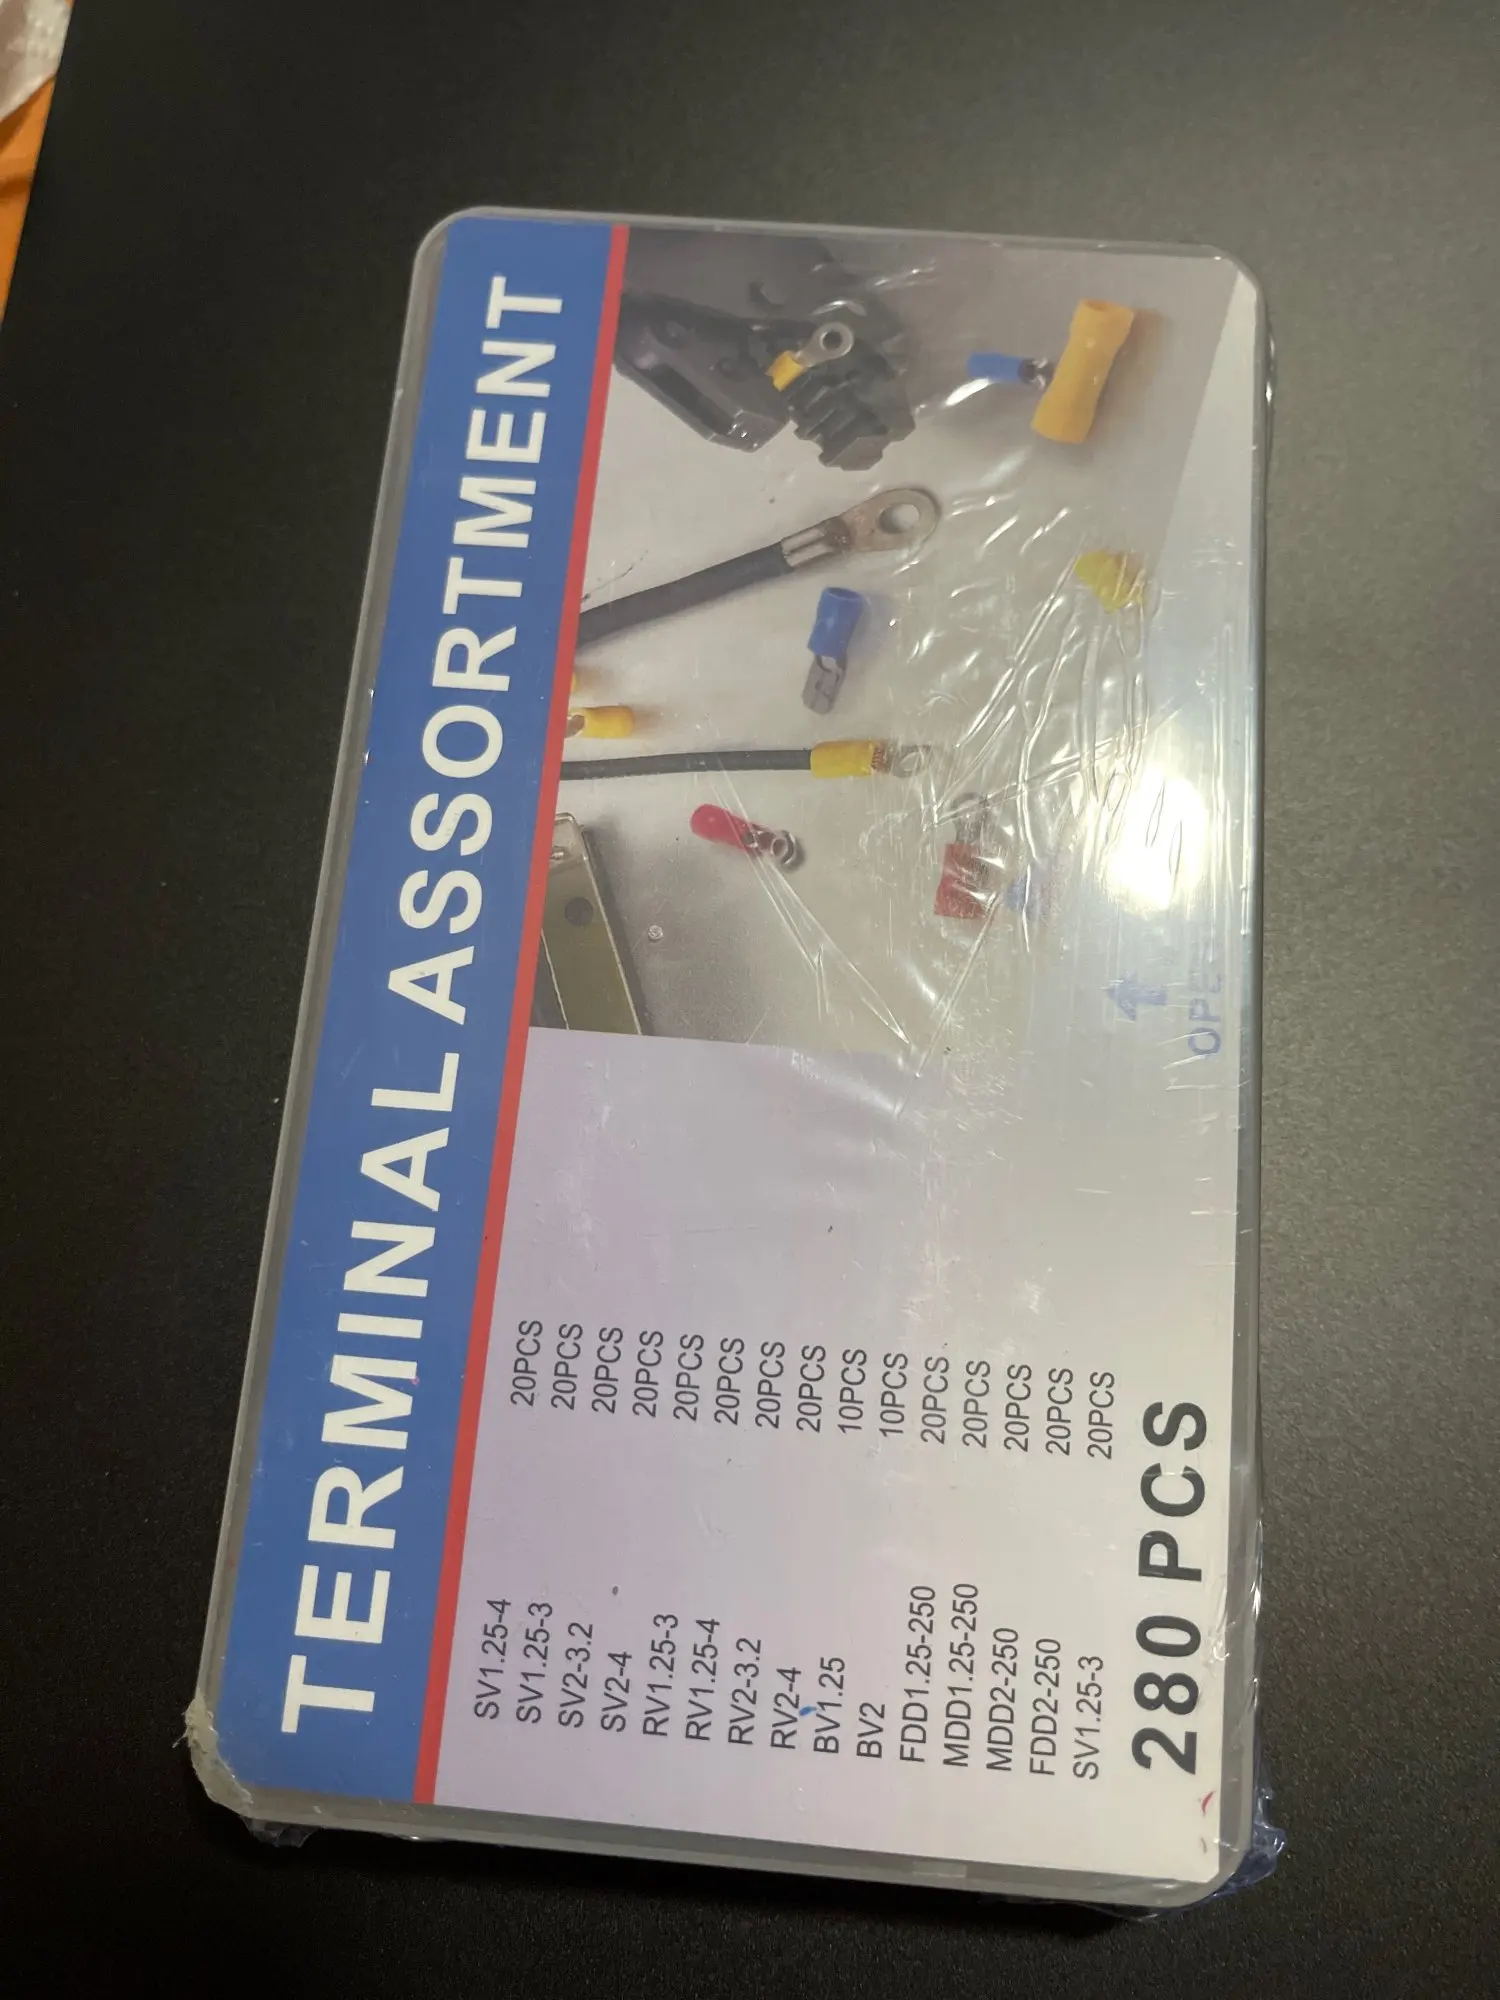 TERMINAL ASSORTMENT
SV1.25-4 20PCS
SV1.25-3 20PCS
SV2-3.2 20PCS
SV2-4 20PCS
RV1.25-3 20PCS
RV1.25-4 20PCS
RV2-3.2 20PCS
RV2-4 20PCS
BV1.25 10PCS
BV2 10PCS
FDD1.25-250 20PCS
MDD1.25-250 20PCS
MDD2-250 20PCS
FDD2-250 20PCS
SV1.25-3 20PCS
280 PCS